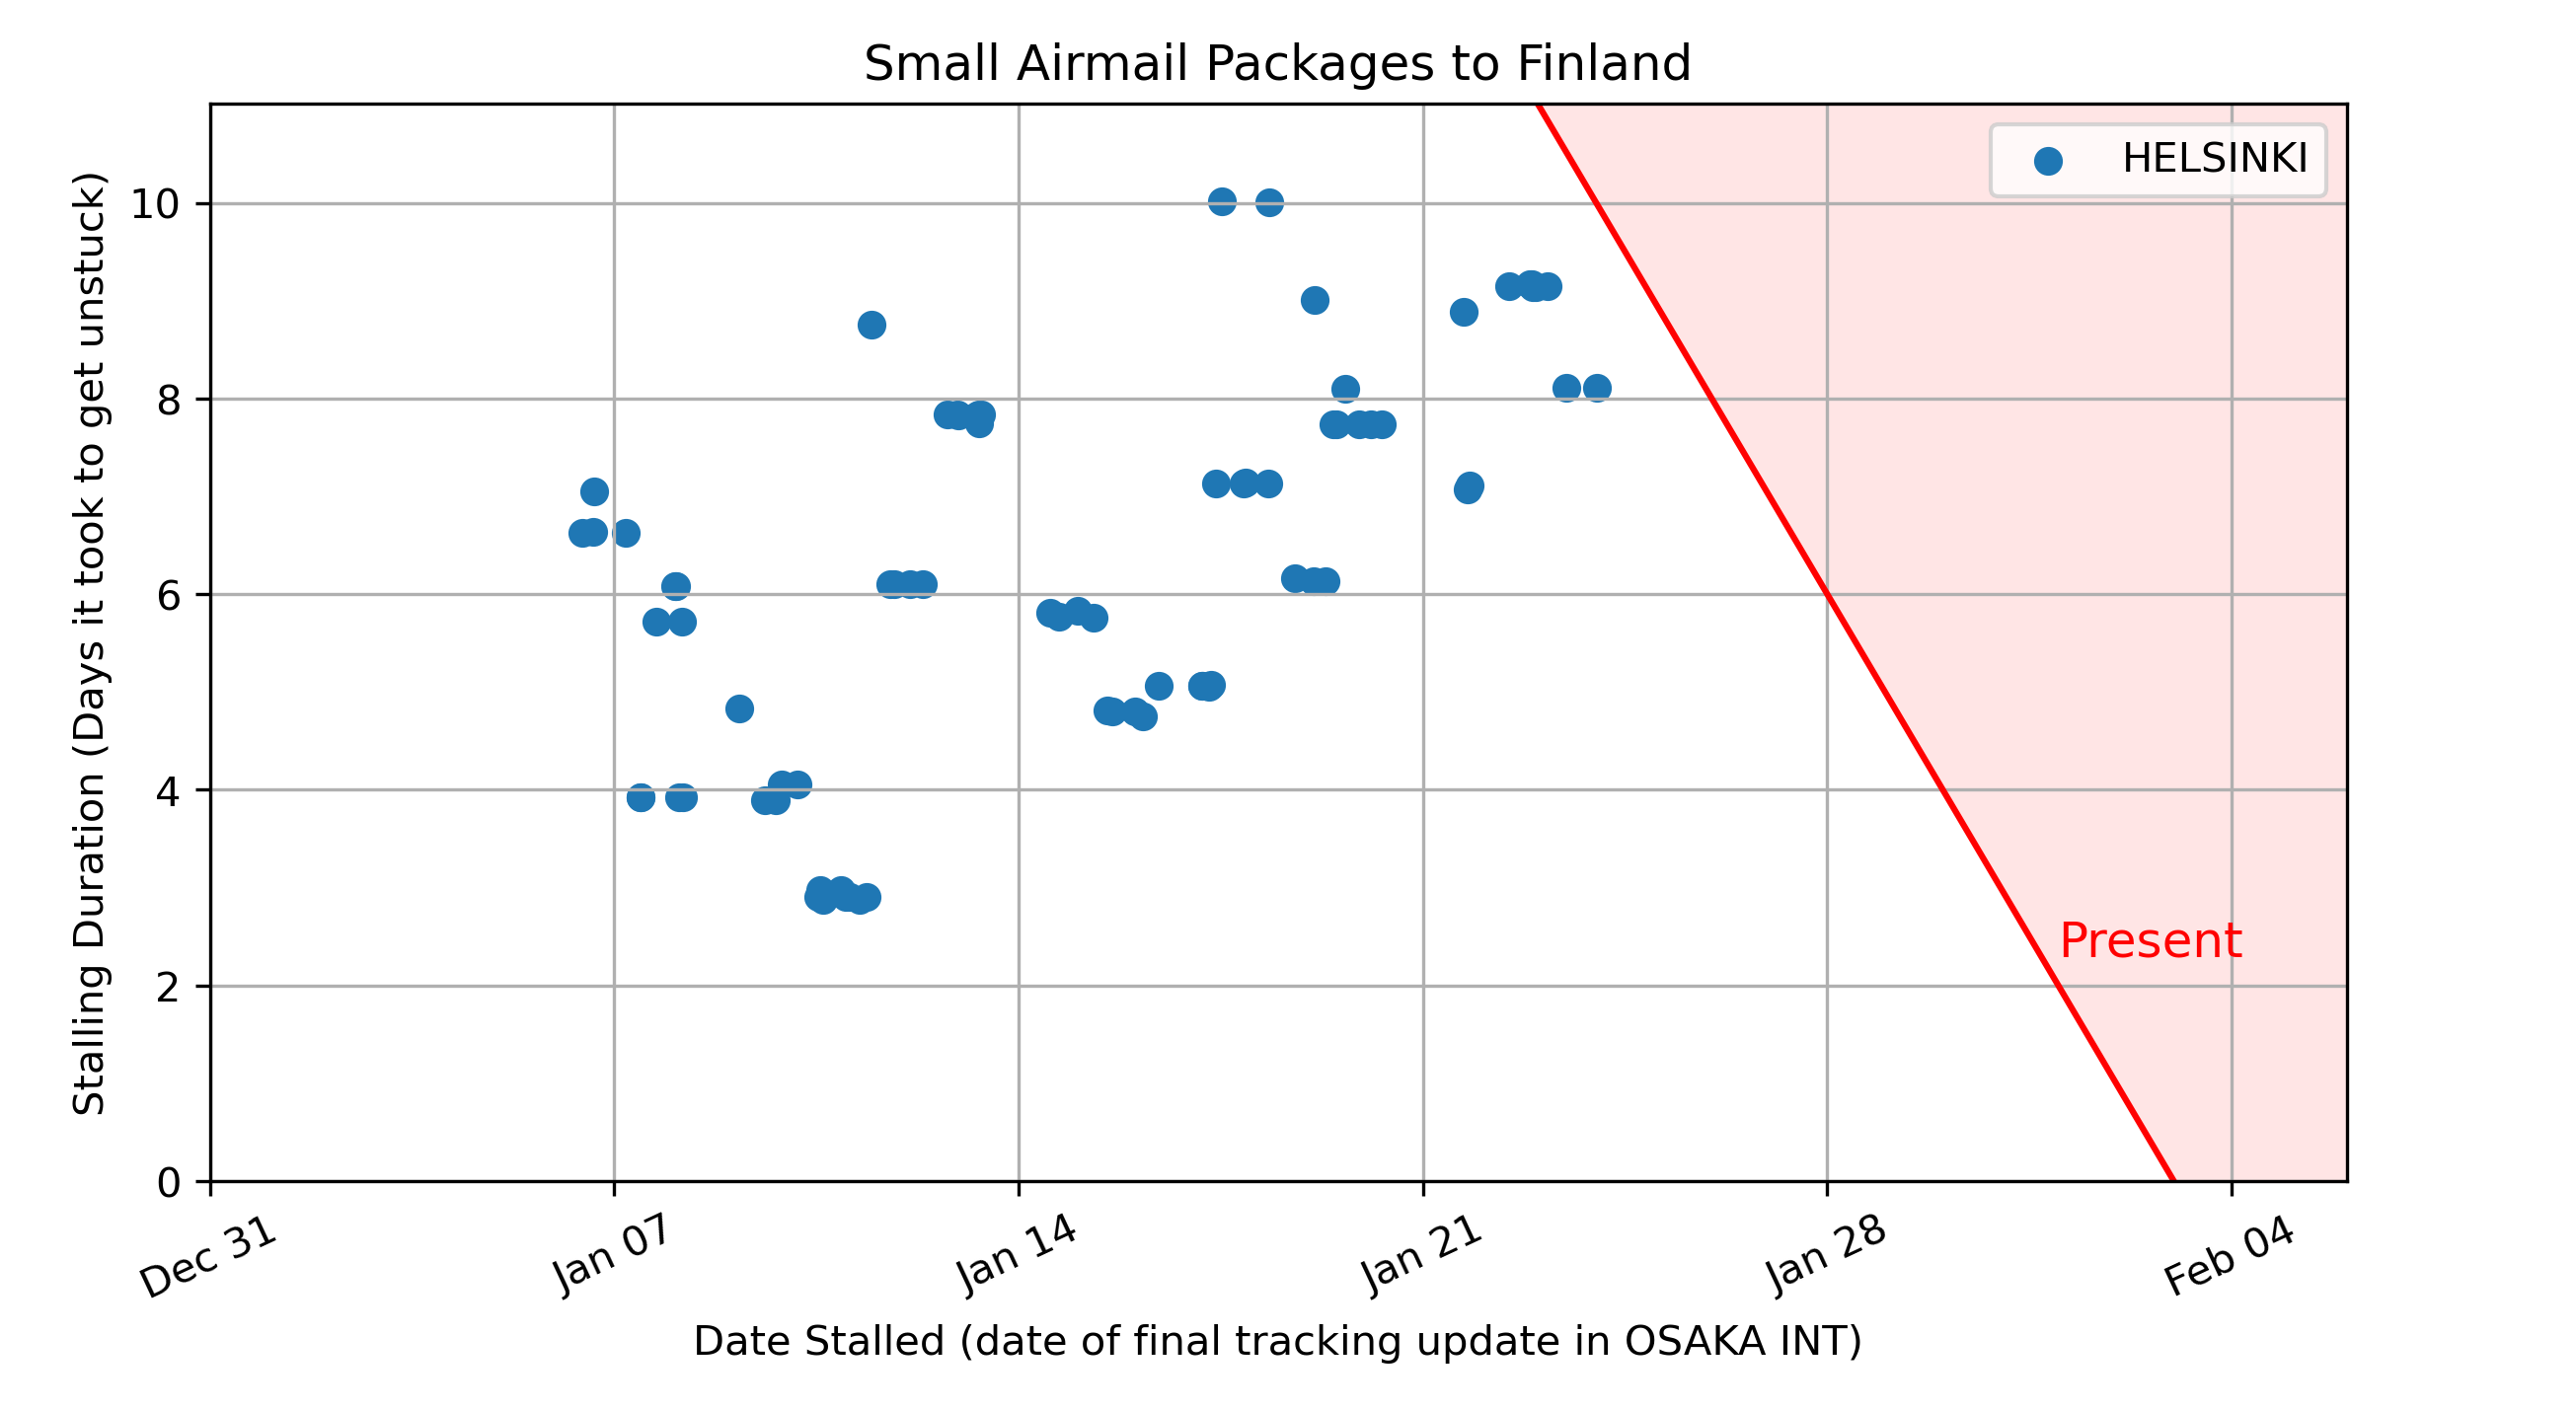 Small Airmail Packages to Finland
HELSINKI
Stalling Duration (Days it took to get unstuck)
10
8
6
4
2
0
Present
Dec 31
Jan 07
Jan 14
Jan 21
Jan 28
Feb 04
Date Stalled (date of final tracking update in OSAKA INT)